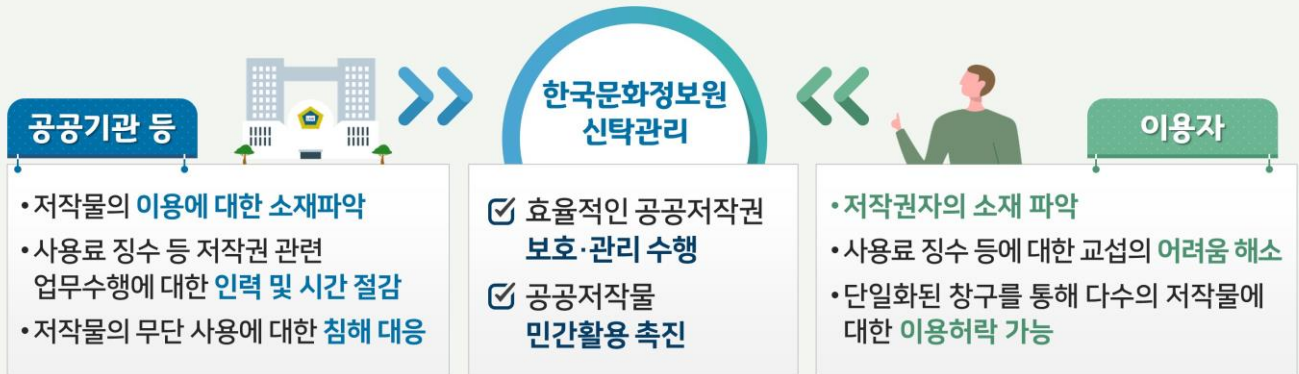 공공기관 등
• 저작물의 이용에 대한 소재파악
• 사용료 징수 등 저작권 관련
업무수행에 대한 인력 및 시간 절감
• 저작물의 무단 사용에 대한 침해 대응
한국문화정보원
신탁관리
효율적인 공공저작권
보호·관리 수행
공공저작물
민간활용 촉진
이용자
• 저작권자의 소재 파악
• 사용료 징수 등에 대한 교섭의 어려움 해소
• 단일화된 창구를 통해 다수의 저작물에
대한 이용허락 가능